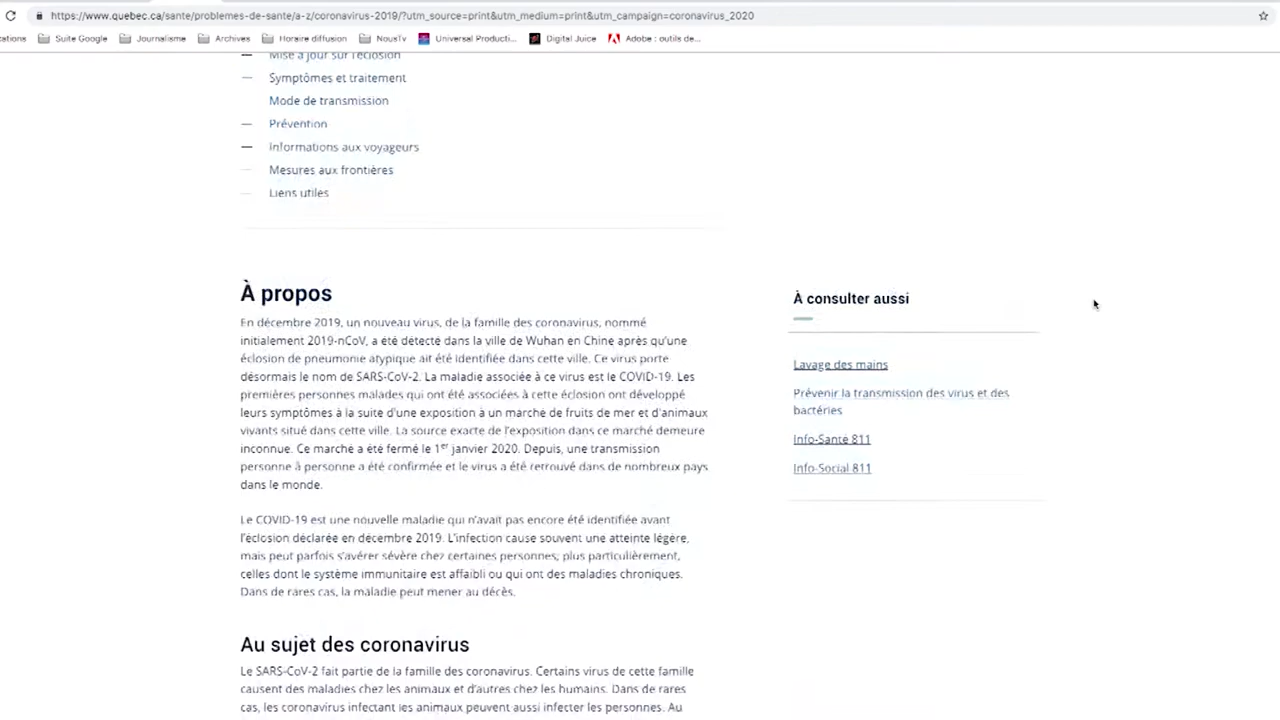 https://www.quebec.ca/sante/problemes-de-sante/a-z/coronavirus-2019/?utm_source=print&utm_medium=print&utm_campaign=coronavirus_2020
Suite Google Journalisme Archives Horaire diffusion NousTv Universal Producti... Digital Juice Adobe : outils de...
Mise à jour sur l'éclosion
Symptômes et traitement
Mode de transmission
Prévention
Informations aux voyageurs
Mesures aux frontières
Liens utiles
À propos
En décembre 2019, un nouveau virus, de la famille des coronavirus, nommé
initialement 2019-nCoV, a été détecté dans la ville de Wuhan en Chine après qu'une
éclosion de pneumonie atypique ait été identifiée dans cette ville. Ce virus porte
désormais le nom de SARS-CoV-2. La maladie associée à ce virus est le COVID-19. Les
premières personnes malades qui ont été associées à cette éclosion ont développé
leurs symptômes à la suite d'une exposition à un marché de fruits de mer et d'animaux
vivants situé dans cette ville. La source exacte de l'exposition dans ce marché demeure
inconnue. Ce marché a été fermé le 1er janvier 2020. Depuis, une transmission
personne à personne a été confirmée et le virus a été retrouvé dans de nombreux pays
dans le monde.
Le COVID-19 est une nouvelle maladie qui n'avait pas encore été identifiée avant
l'éclosion déclarée en décembre 2019. L'infection cause souvent une atteinte légère,
mais peut parfois s'avérer sévère chez certaines personnes; plus particulièrement,
celles dont le système immunitaire est affaibli ou qui ont des maladies chroniques.
Dans de rares cas, la maladie peut mener au décès.
Au sujet des coronavirus
Le SARS-CoV-2 fait partie de la famille des coronavirus. Certains virus de cette famille
causent des maladies chez les animaux et d'autres chez les humains. Dans de rares
cas, les coronavirus infectant les animaux peuvent aussi infecter les personnes. Au
À consulter aussi
Lavage des mains
Prévenir la transmission des virus et des
bactéries
Info-Santé 811
Info-Social 811